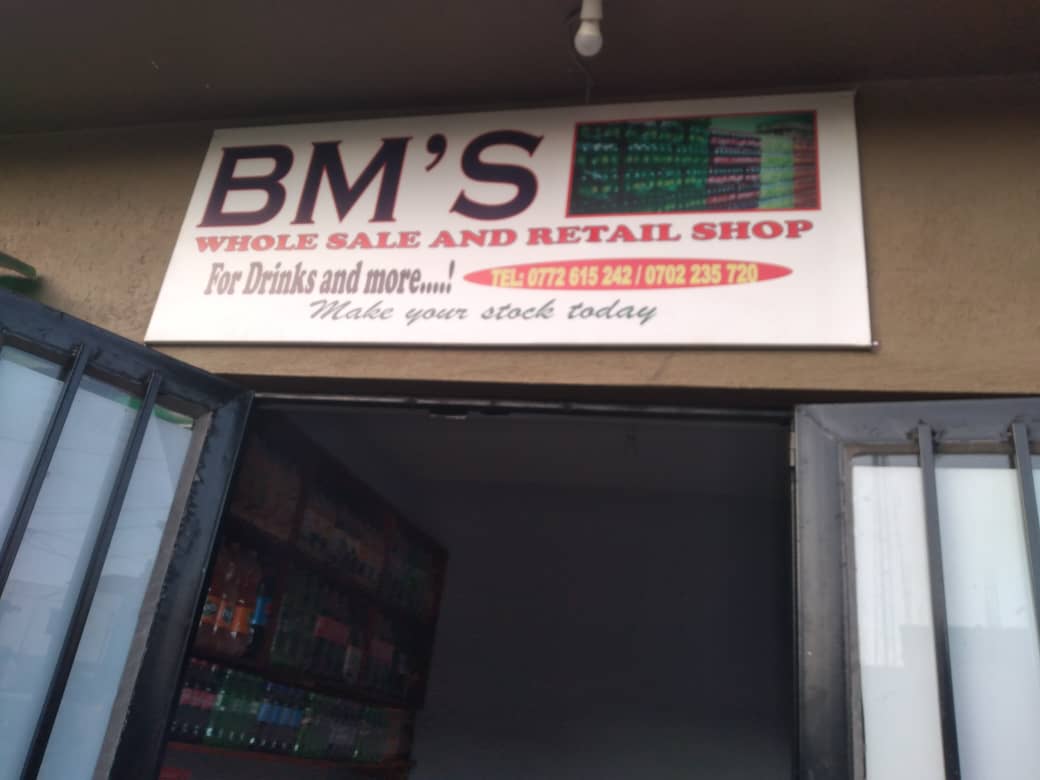 BM'S
WHOLE SALE AND RETAIL SHOP
For Drinks and more.....!
TEL: 0772 615 242 / 0702 235 720
Make your stock today